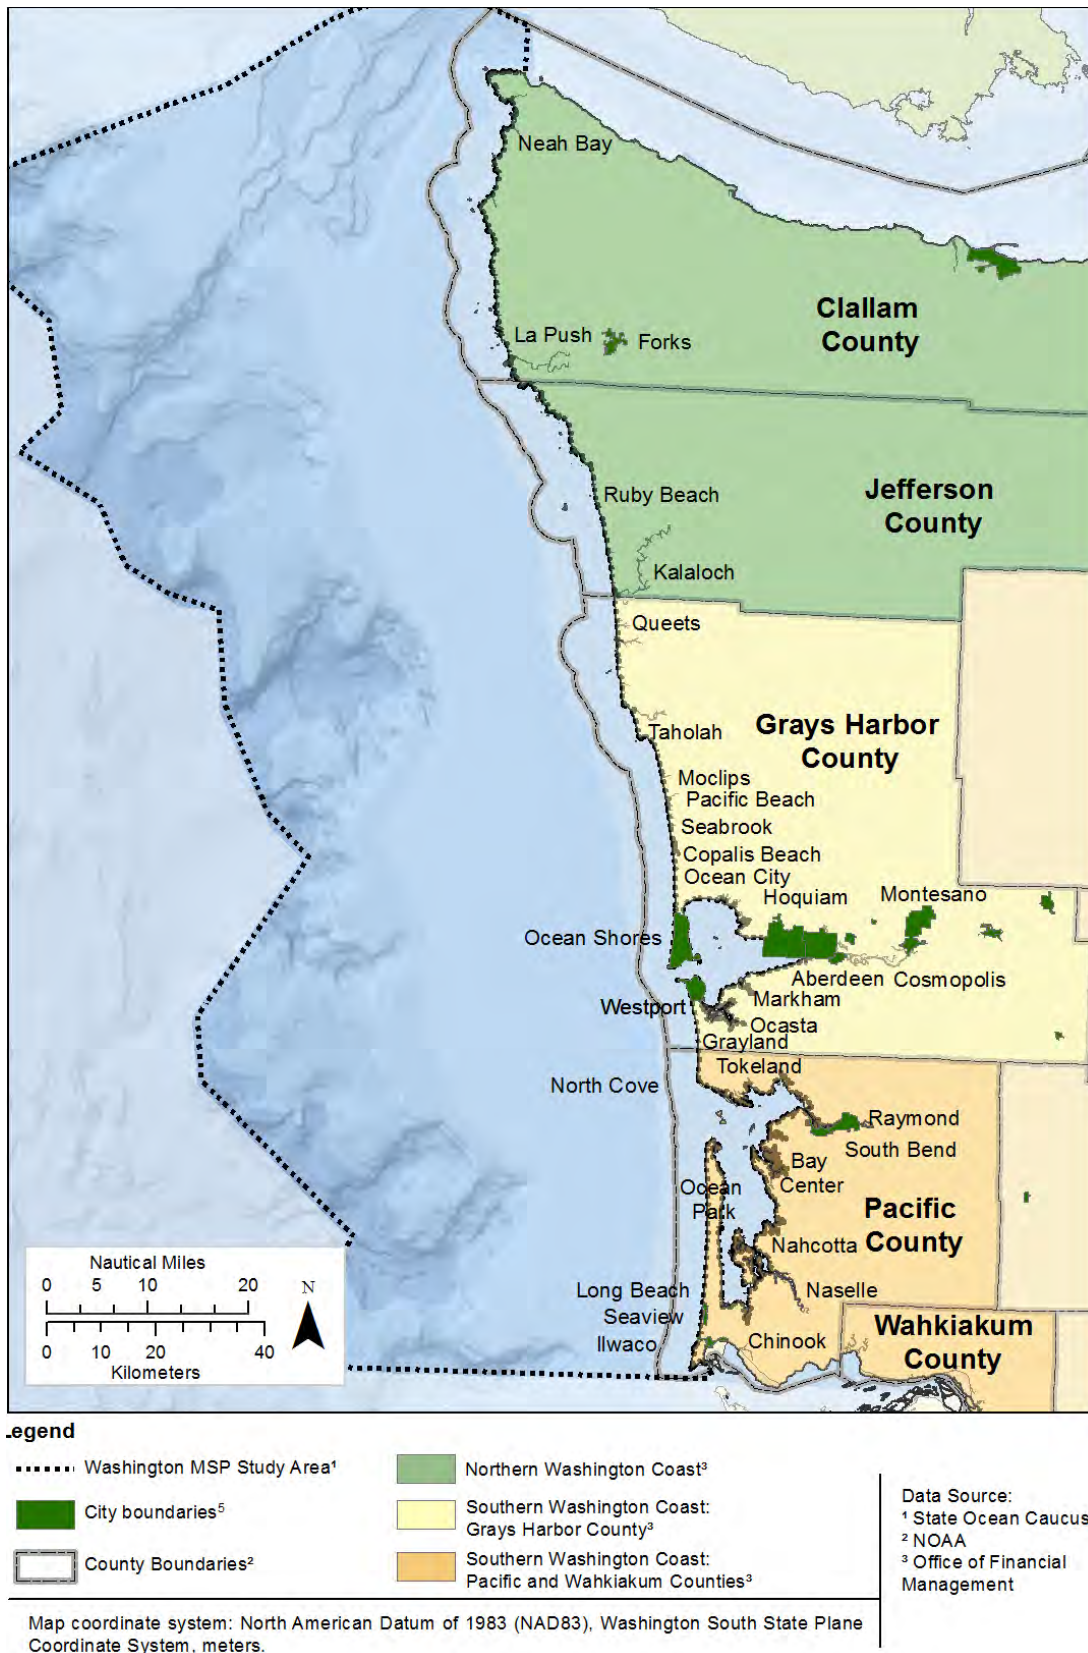 Neah Bay
Clallam
County
La Push
Forks
Ruby Beach
Jefferson
County
Kalaloch
Queets
Grays Harbor
County
Taholah
Moclips
Pacific Beach
Seabrook
Copalis Beach
Ocean City
Hoquiam
Montesano
Ocean Shores
Aberdeen
Cosmopolis
Westport
Markham
Ocasta
Grayland
Tokeland
North Cove
Raymond
South Bend
Bay
Center
Ocean
Park
Pacific
County
Nahcotta
Long Beach
Naselle
Seaview
Ilwaco
Chinook
Wahkiakum
County
Nautical Miles
0 5 10 20
N
0 10 20 40
Kilometers
Legend
Washington MSP Study Area¹
City boundaries⁵
County Boundaries²
Northern Washington Coast³
Southern Washington Coast:
Grays Harbor County³
Southern Washington Coast:
Pacific and Wahkiakum Counties³
Data Source:
¹ State Ocean Caucus
² NOAA
³ Office of Financial
Management
Map coordinate system: North American Datum of 1983 (NAD83), Washington South State Plane
Coordinate System, meters.